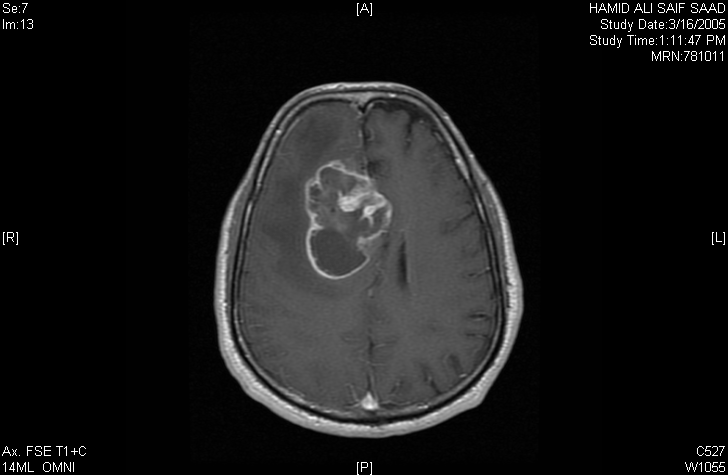 Se:7
Im:13
[A]
HAMID ALI SAIF SAAD
Study Date:3/16/2005
Study Time:1:11:47 PM
MRN:781011
[R]
[L]
Ax. FSE T1+C
14ML OMNI
[P]
C527
W1055